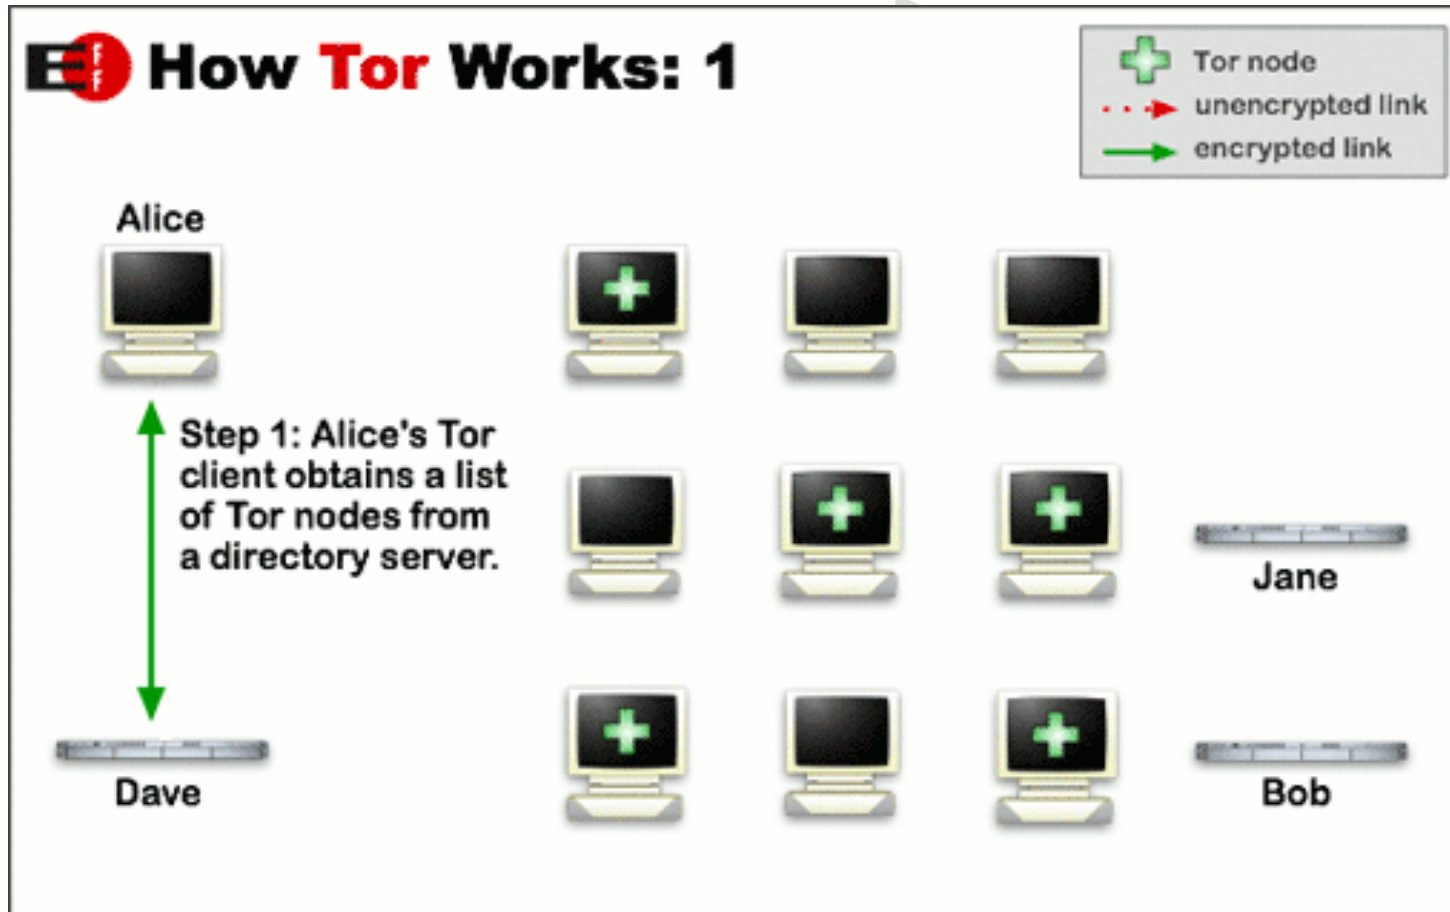 EFF How Tor Works: 1
Tor node
unencrypted link
encrypted link
Alice
Step 1: Alice's Tor
client obtains a list
of Tor nodes from
a directory server.
Jane
Dave
Bob